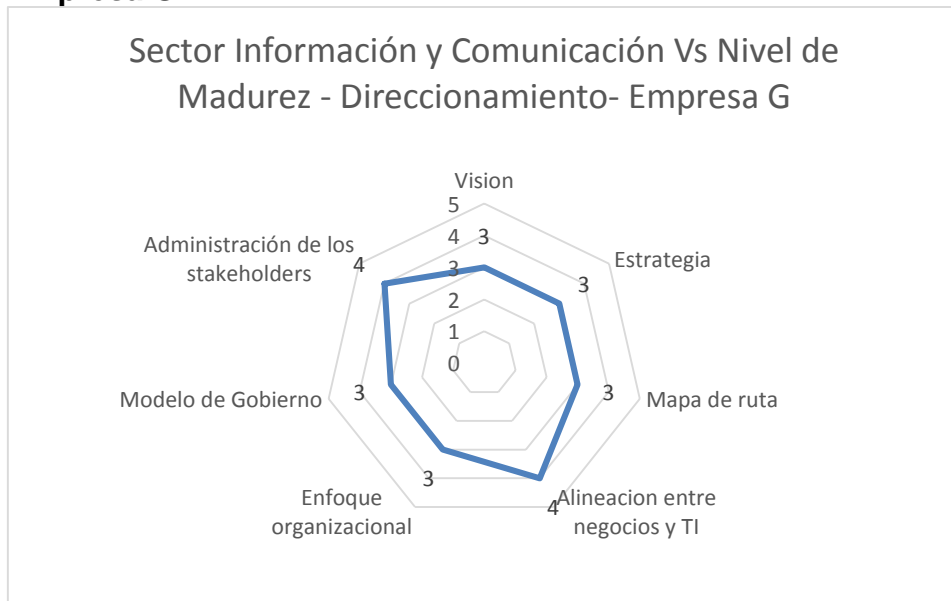 Sector Información y Comunicación Vs Nivel de
Madurez - Direccionamiento- Empresa G
Vision
5
4
3
3
2
1
0
Estrategia
3
Mapa de ruta
3
Alineacion entre
negocios y TI
4
Enfoque
organizacional
3
Modelo de Gobierno
3
Administración de los
stakeholders
4